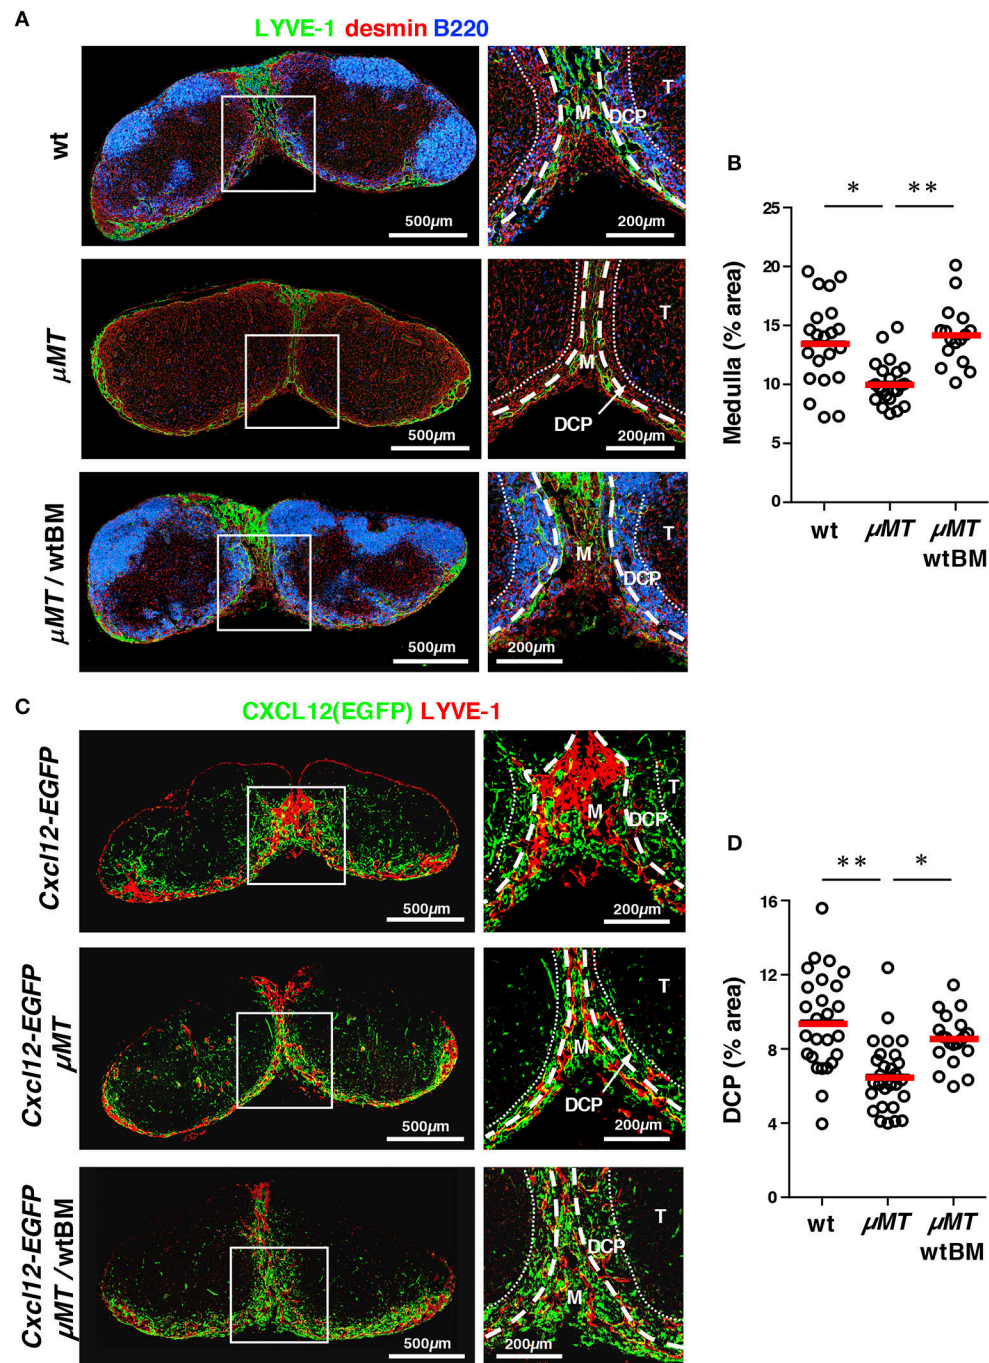 A
LYVE-1 desmin B220
wt
500µm
M
DCP
T
200µm
µMT
500µm
M
DCP
T
200µm
µMT / wtBM
500µm
M
DCP
T
200µm
B
* **
Medulla (% area)
25
20
15
10
5
0
wt
µMT
µMT
wtBM
C
CXCL12(EGFP) LYVE-1
Cxcl12-EGFP
500µm
M
DCP
T
200µm
Cxcl12-EGFP
µMT
500µm
M
DCP
T
200µm
Cxcl12-EGFP
µMT /wtBM
500µm
M
DCP
T
200µm
D
** *
DCP (% area)
16
12
8
4
0
wt
µMT
µMT
wtBM